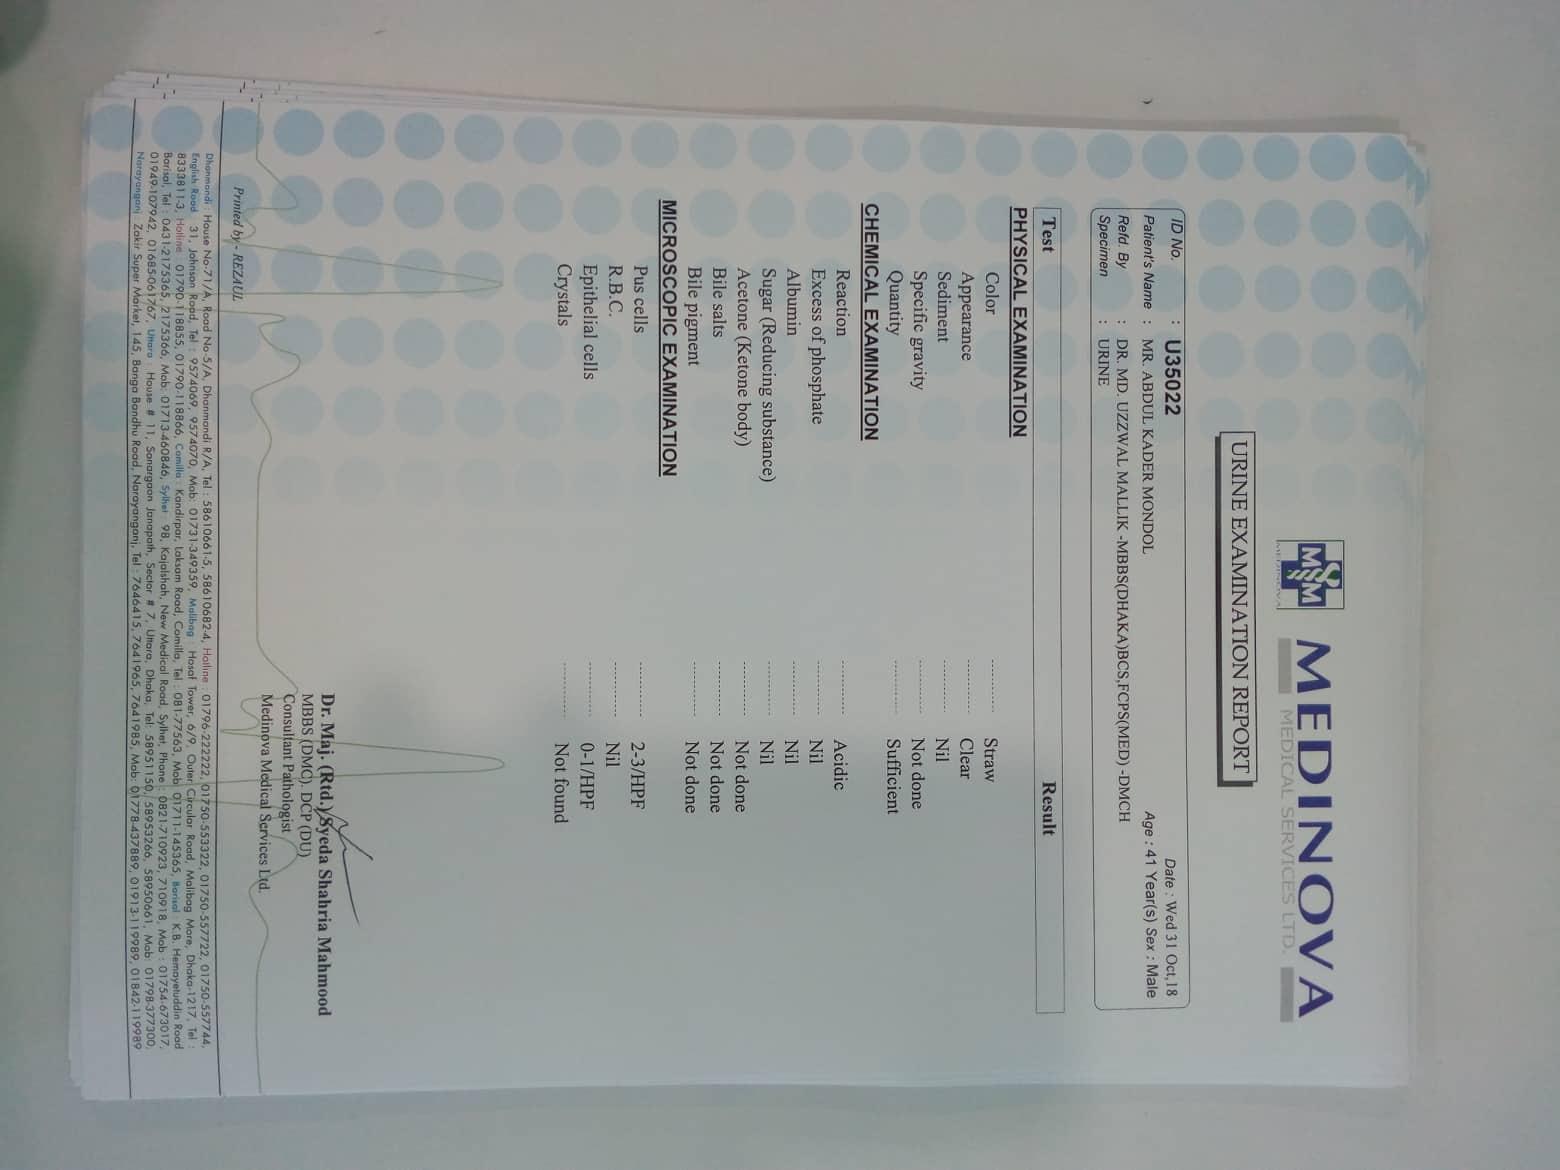 MSM
MEDINOVA
MEDINOVA
MEDICAL SERVICES LTD.
URINE EXAMINATION REPORT
ID No. : U35022 Date : Wed 31 Oct,18
Patient's Name : MR. ABDUL KADER MONDOL Age : 41 Year(s) Sex : Male
Refd. By : DR. MD. UZZWAL MALLIK -MBBS(DHAKA)BCS,FCPS(MED) -DMCH
Specimen : URINE
Test Result
PHYSICAL EXAMINATION
Color ............ Straw
Appearance ............ Clear
Sediment ............ Nil
Specific gravity ............ Not done
Quantity ............ Sufficient
CHEMICAL EXAMINATION
Reaction ............ Acidic
Excess of phosphate ............ Nil
Albumin ............ Nil
Sugar (Reducing substance) ............ Nil
Acetone (Ketone body) ............ Not done
Bile salts ............ Not done
Bile pigment ............ Not done
MICROSCOPIC EXAMINATION
Pus cells ............ 2-3/HPF
R.B.C. ............ Nil
Epithelial cells ............ 0-1/HPF
Crystals ............ Not found
Dr. Maj. (Rtd.) Syeda Shahria Mahmood
MBBS (DMC). DCP (DU)
Consultant Pathologist
Medinova Medical Services Ltd.
Printed by - REZAUL
Dhanmondi : House No-71/A, Road No-5/A, Dhanmondi R/A, Tel : 58610661-5, 58610682-4, Hotline : 01796-222222, 01750-553322, 01750-557722, 01750-557744,
English Road 31, Johnson Road, Tel : 9574069, 9574070, Mob: 01731-349359, Malibag : Hosaf Tower, 6/9, Outer Circular Road, Malibag More, Dhaka-1217, Tel :
8333811-3, Hotline : 01790-118855, 01790-118866, Comilla : Kandirpar, Laksam Road, Comilla, Tel : 081-77563, Mob 01711-145365, Barisal : K.B. Hemayetuddin Road
Barisal, Tel : 0431-2175365, 2175366, Mob: 01713-460846, Sylhet 98, Kajalshah, New Medical Road, Sylhet, Phone : 0821-710923, 710918, Mob : 01754-673017,
01949-107942, 01685-061767, Uttara : House # 11, Sonargaon Janapath, Sector # 7, Uttara, Dhaka, Tel: 58951150, 58953266, 58950661, Mob: 01798-377300,
Narayanganj Zakir Super Market, 145, Banga Bandhu Road, Narayanganj, Tel : 7646415, 7641965, 7641985, Mob: 01778-437889, 01913-119989, 01842-119989